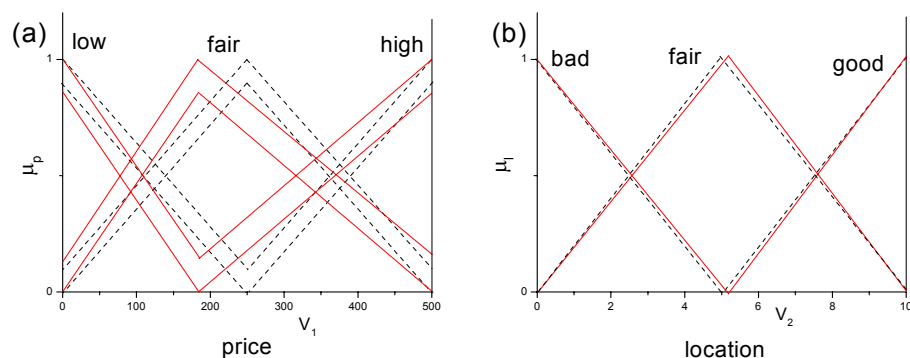 (a)
low
fair
high
μp
1
0
0 100 200 300 400 500
V1
price
(b)
bad
fair
good
μl
1
0
0 2 4 6 8 10
V2
location